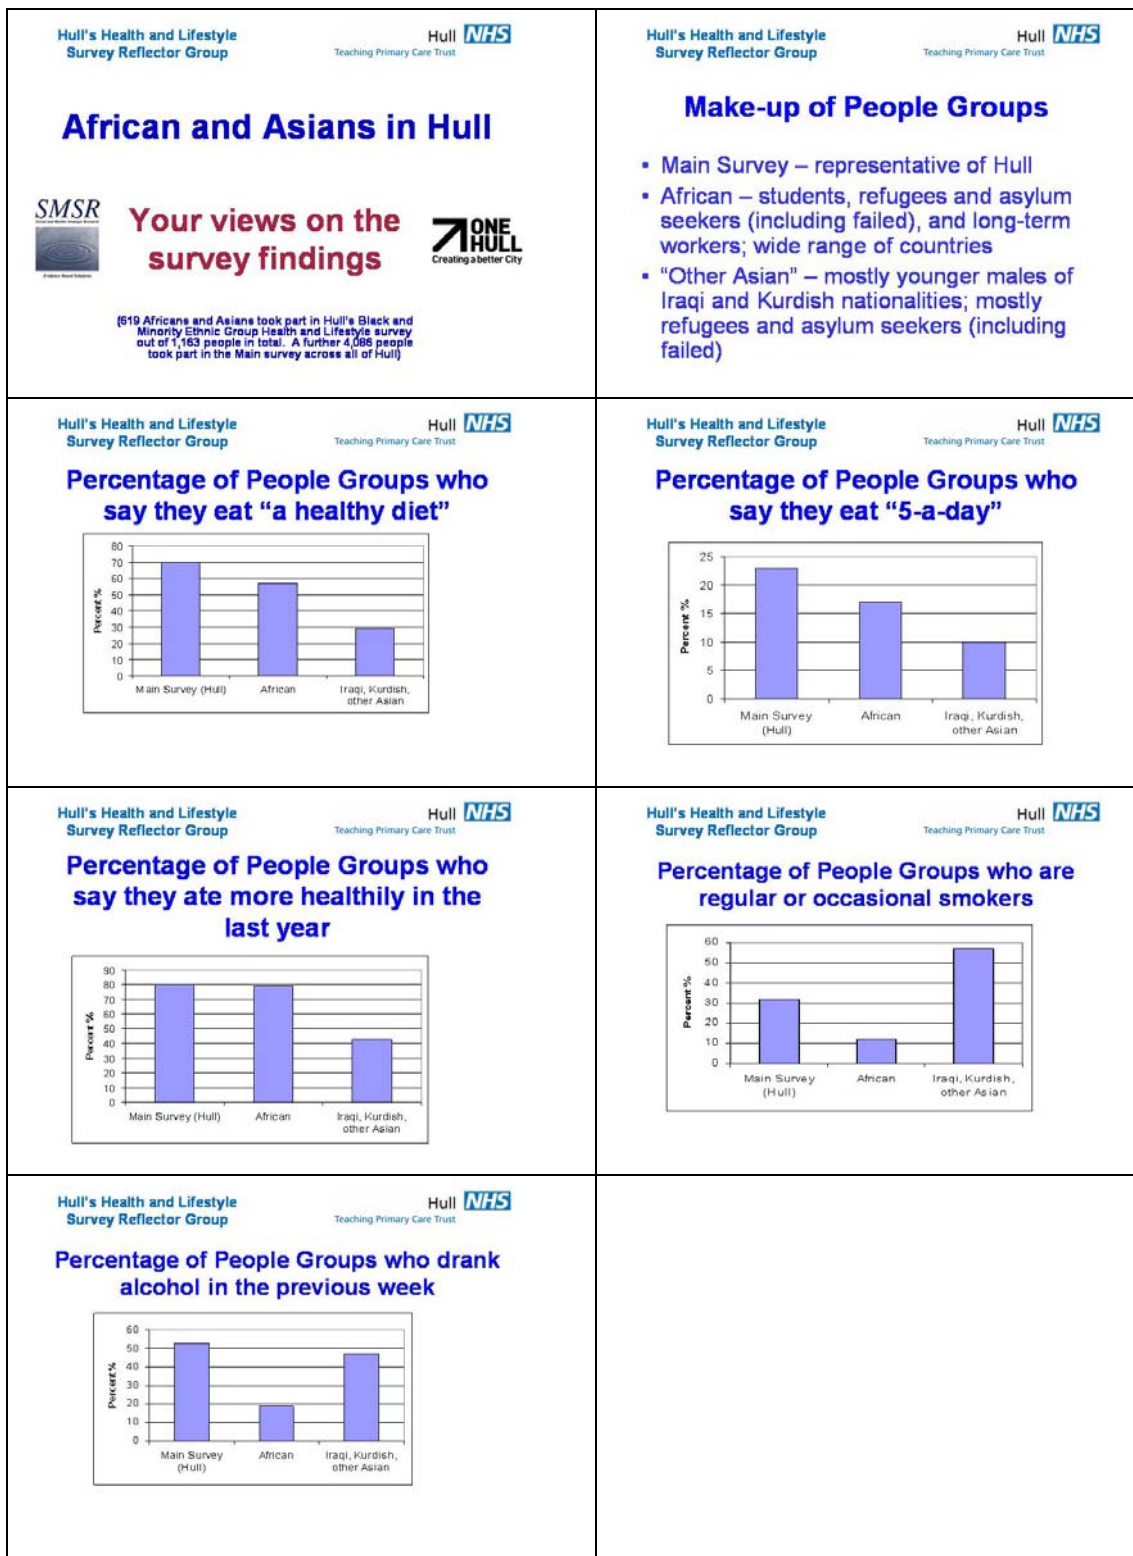 Hull's Health and Lifestyle
Survey Reflector Group
Hull NHS
Teaching Primary Care Trust
African and Asians in Hull
SMSR
Your views on the
survey findings
ONE
HULL
Creating a better City
(619 Africans and Asians took part in Hull's Black and
Minority Ethnic Group Health and Lifestyle survey
out of 1,163 people in total. A further 4,086 people
took part in the Main survey across all of Hull)
Hull's Health and Lifestyle
Survey Reflector Group
Hull NHS
Teaching Primary Care Trust
Make-up of People Groups
• Main Survey – representative of Hull
• African – students, refugees and asylum
seekers (including failed), and long-term
workers; wide range of countries
• “Other Asian” – mostly younger males of
Iraqi and Kurdish nationalities; mostly
refugees and asylum seekers (including
failed)
Hull's Health and Lifestyle
Survey Reflector Group
Hull NHS
Teaching Primary Care Trust
Percentage of People Groups who
say they eat “a healthy diet”
80
70
60
50
40
30
20
10
0
Percent %
Main Survey (Hull)
African
Iraqi, Kurdish,
other Asian
Hull's Health and Lifestyle
Survey Reflector Group
Hull NHS
Teaching Primary Care Trust
Percentage of People Groups who
say they eat “5-a-day”
25
20
15
10
5
0
Percent %
Main Survey
(Hull)
African
Iraqi, Kurdish,
other Asian
Hull's Health and Lifestyle
Survey Reflector Group
Hull NHS
Teaching Primary Care Trust
Percentage of People Groups who
say they ate more healthily in the
last year
90
80
70
60
50
40
30
20
10
0
Percent %
Main Survey (Hull)
African
Iraqi, Kurdish,
other Asian
Hull's Health and Lifestyle
Survey Reflector Group
Hull NHS
Teaching Primary Care Trust
Percentage of People Groups who are
regular or occasional smokers
60
50
40
30
20
10
0
Percent %
Main Survey
(Hull)
African
Iraqi, Kurdish,
other Asian
Hull's Health and Lifestyle
Survey Reflector Group
Hull NHS
Teaching Primary Care Trust
Percentage of People Groups who drank
alcohol in the previous week
60
50
40
30
20
10
0
Percent %
Main Survey
(Hull)
African
Iraqi, Kurdish,
other Asian